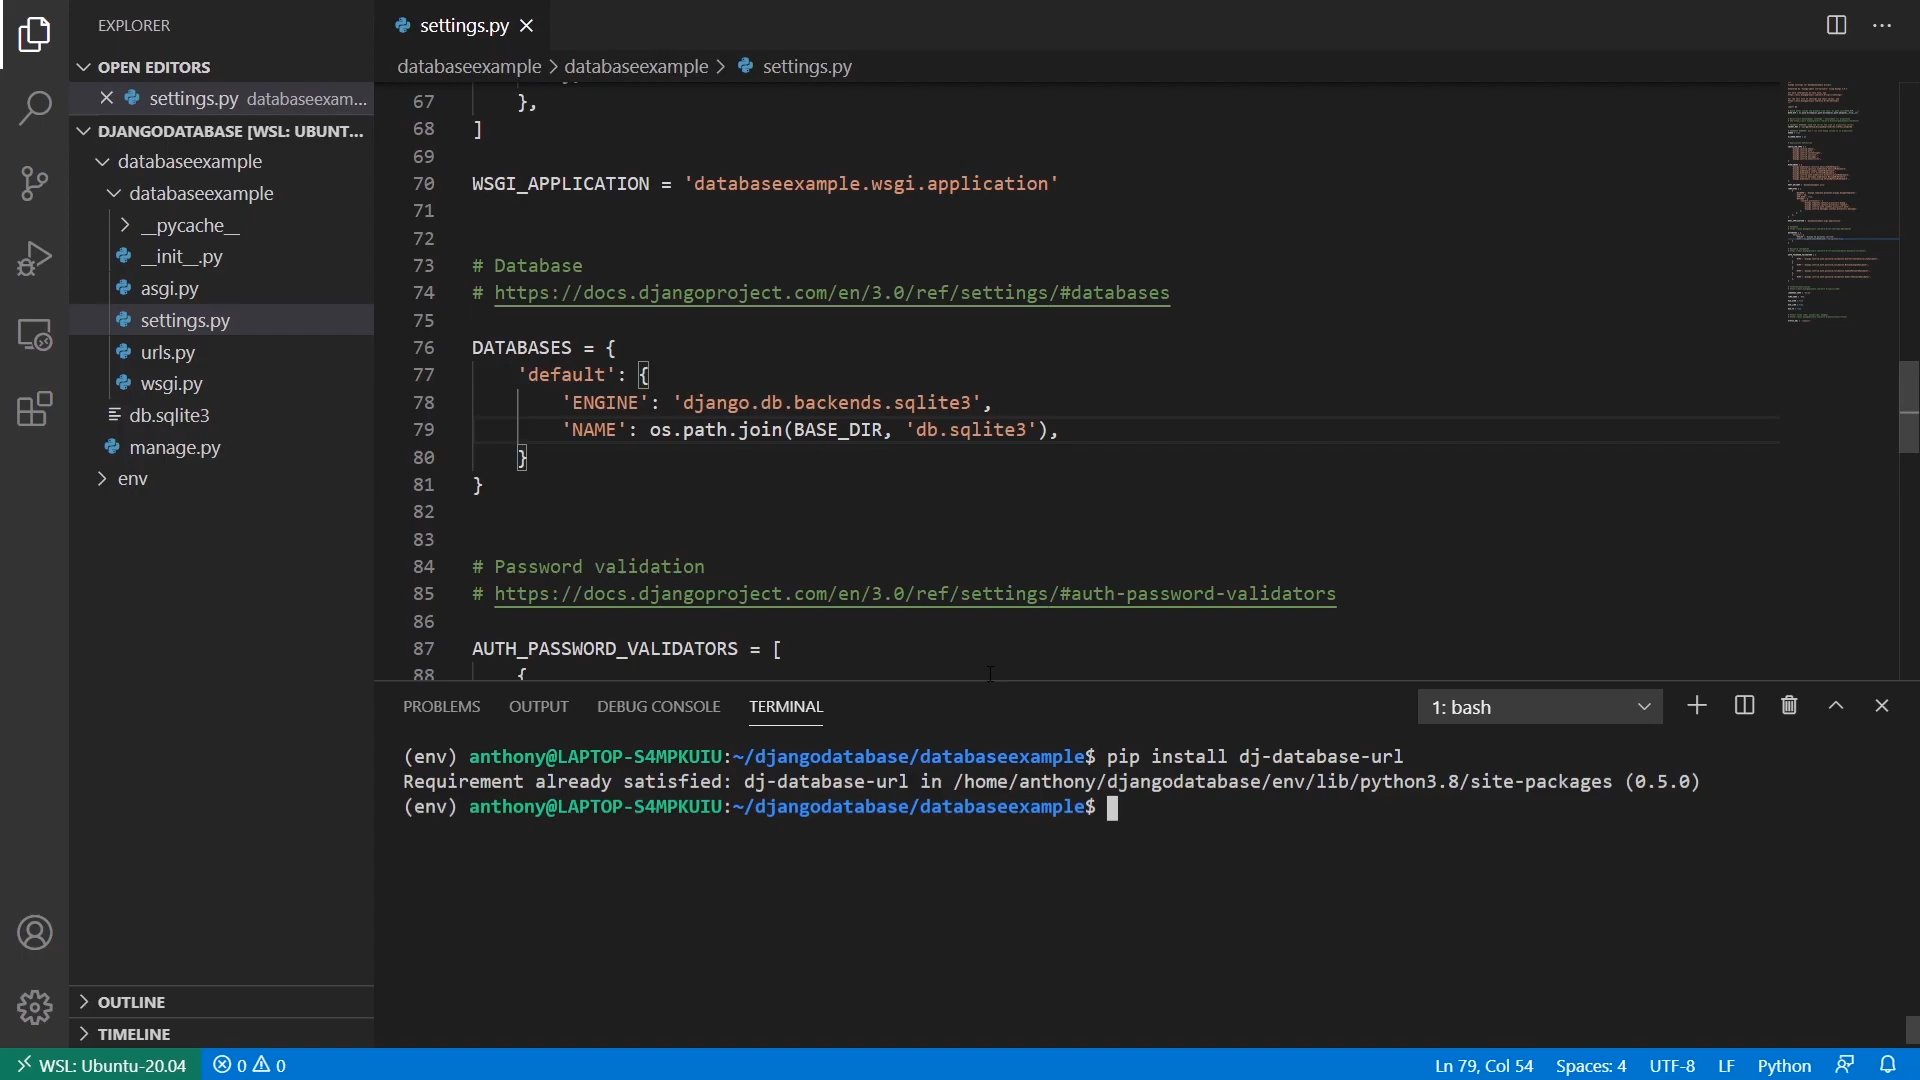 EXPLORER
OPEN EDITORS
settings.py databaseexam...
DJANGODATABASE [WSL: UBUNT...
databaseexample
databaseexample
__pycache__
__init__.py
asgi.py
settings.py
urls.py
wsgi.py
db.sqlite3
manage.py
env
OUTLINE
TIMELINE
settings.py
databaseexample > databaseexample > settings.py
67 },
68 ]
69
70 WSGI_APPLICATION = 'databaseexample.wsgi.application'
71
72
73 # Database
74 # https://docs.djangoproject.com/en/3.0/ref/settings/#databases
75
76 DATABASES = {
77 'default': {
78 'ENGINE': 'django.db.backends.sqlite3',
79 'NAME': os.path.join(BASE_DIR, 'db.sqlite3'),
80 }
81 }
82
83
84 # Password validation
85 # https://docs.djangoproject.com/en/3.0/ref/settings/#auth-password-validators
86
87 AUTH_PASSWORD_VALIDATORS = [
88 {
PROBLEMS OUTPUT DEBUG CONSOLE TERMINAL 1: bash
(env) anthony@LAPTOP-S4MPKUIU:~/djangodatabase/databaseexample$ pip install dj-database-url
Requirement already satisfied: dj-database-url in /home/anthony/djangodatabase/env/lib/python3.8/site-packages (0.5.0)
(env) anthony@LAPTOP-S4MPKUIU:~/djangodatabase/databaseexample$
WSL: Ubuntu-20.04 0 0 Ln 79, Col 54 Spaces: 4 UTF-8 LF Python